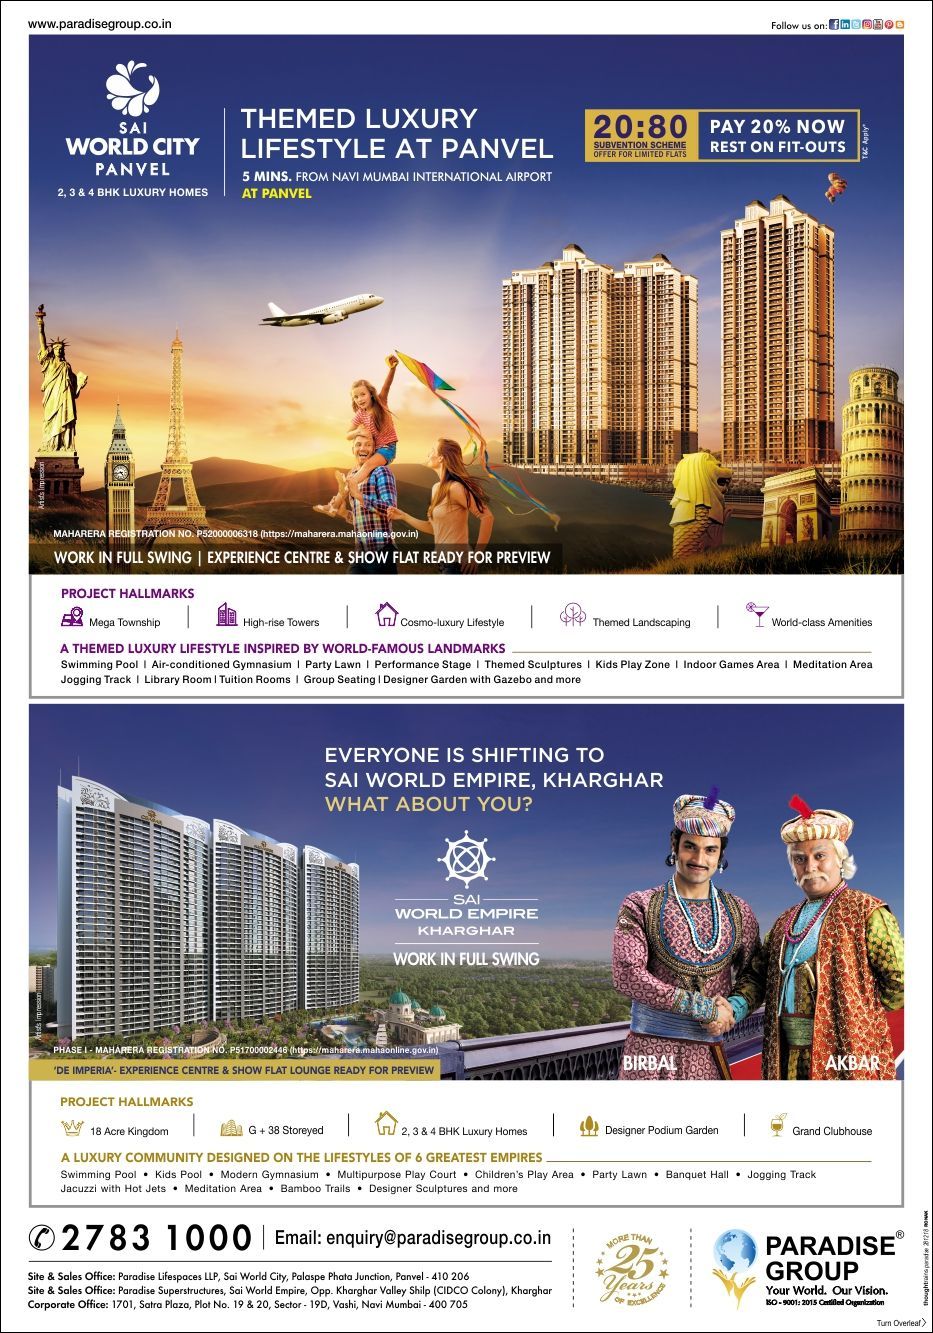 www.paradisegroup.co.in
Follow us on:
SAI
WORLD CITY
PANVEL
2, 3 & 4 BHK LUXURY HOMES
THEMED LUXURY
LIFESTYLE AT PANVEL
5 MINS. FROM NAVI MUMBAI INTERNATIONAL AIRPORT
AT PANVEL
20:80
SUBVENTION SCHEME
OFFER FOR LIMITED FLATS
PAY 20% NOW
REST ON FIT-OUTS
T&C Apply*
Artist's Impression
MAHARERA REGISTRATION NO. P52000006318 (https://maharera.mahaonline.gov.in)
WORK IN FULL SWING | EXPERIENCE CENTRE & SHOW FLAT READY FOR PREVIEW
PROJECT HALLMARKS
Mega Township | High-rise Towers | Cosmo-luxury Lifestyle | Themed Landscaping | World-class Amenities
A THEMED LUXURY LIFESTYLE INSPIRED BY WORLD-FAMOUS LANDMARKS
Swimming Pool I Air-conditioned Gymnasium I Party Lawn I Performance Stage I Themed Sculptures I Kids Play Zone I Indoor Games Area I Meditation Area
Jogging Track I Library Room I Tuition Rooms I Group Seating I Designer Garden with Gazebo and more
EVERYONE IS SHIFTING TO
SAI WORLD EMPIRE, KHARGHAR
WHAT ABOUT YOU?
SAI
WORLD EMPIRE
KHARGHAR
WORK IN FULL SWING
Artist's Impression
BIRBAL
AKBAR
PHASE I - MAHARERA REGISTRATION NO. P51700002446 (https://maharera.mahaonline.gov.in)
'DE IMPERIA'- EXPERIENCE CENTRE & SHOW FLAT LOUNGE READY FOR PREVIEW
PROJECT HALLMARKS
18 Acre Kingdom | G + 38 Storeyed | 2, 3 & 4 BHK Luxury Homes | Designer Podium Garden | Grand Clubhouse
A LUXURY COMMUNITY DESIGNED ON THE LIFESTYLES OF 6 GREATEST EMPIRES
Swimming Pool • Kids Pool • Modern Gymnasium • Multipurpose Play Court • Children's Play Area • Party Lawn • Banquet Hall • Jogging Track
Jacuzzi with Hot Jets • Meditation Area • Bamboo Trails • Designer Sculptures and more
2783 1000 | Email: enquiry@paradisegroup.co.in
Site & Sales Office: Paradise Lifespaces LLP, Sai World City, Palaspe Phata Junction, Panvel - 410 206
Site & Sales Office: Paradise Superstructures, Sai World Empire, Opp. Kharghar Valley Shilp (CIDCO Colony), Kharghar
Corporate Office: 1701, Satra Plaza, Plot No. 19 & 20, Sector - 19D, Vashi, Navi Mumbai - 400 705
MORE THAN
25
Years
OF EXCELLENCE
PARADISE®
GROUP
Your World. Our Vision.
ISO - 9001: 2015 Certified Organization
Turn Overleaf